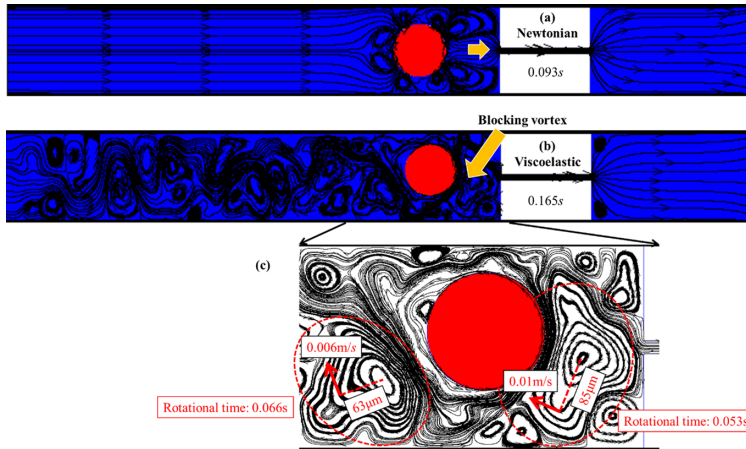 (a)
Newtonian
0.093s
Blocking vortex
(b)
Viscoelastic
0.165s
(c)
0.006m/s
63μm
Rotational time: 0.066s
0.01m/s
85μm
Rotational time: 0.053s